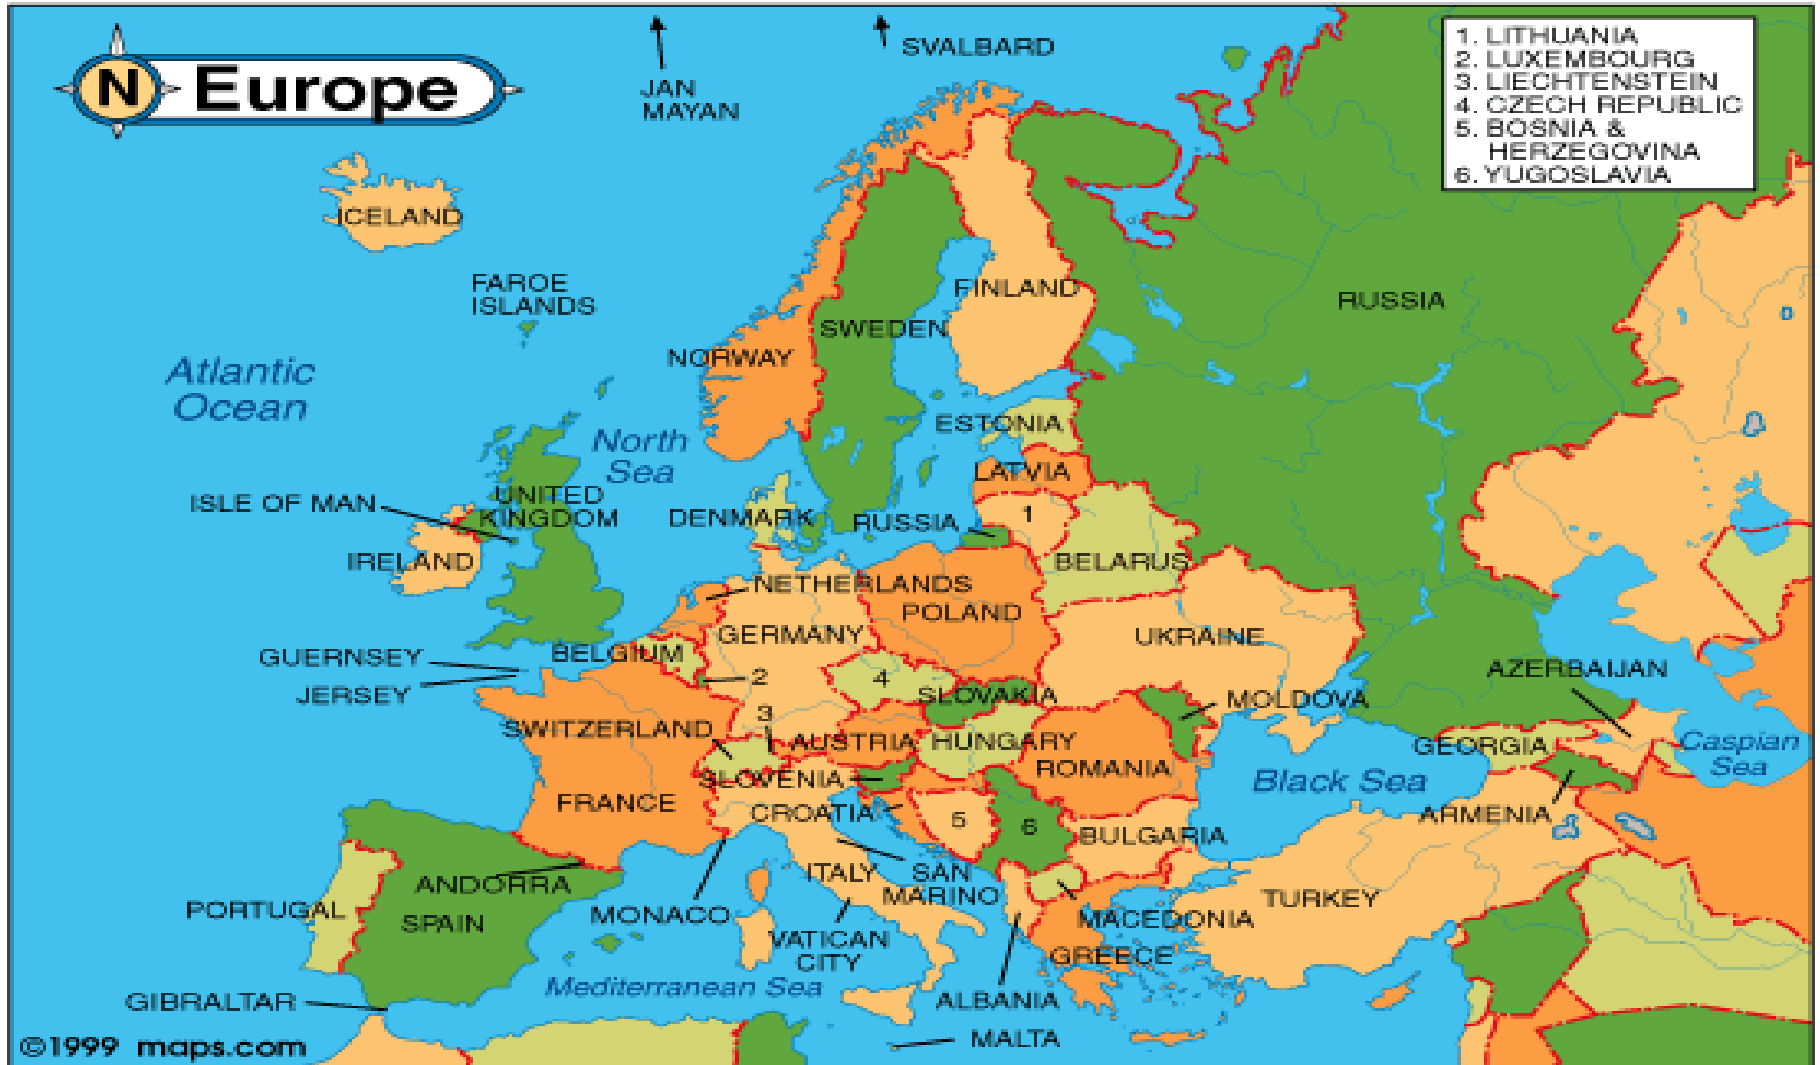 N Europe
JAN
MAYAN
SVALBARD
1. LITHUANIA
2. LUXEMBOURG
3. LIECHTENSTEIN
4. CZECH REPUBLIC
5. BOSNIA &
HERZEGOVINA
6. YUGOSLAVIA
ICELAND
FAROE
ISLANDS
FINLAND
RUSSIA
SWEDEN
NORWAY
Atlantic
Ocean
North
Sea
ESTONIA
LATVIA
ISLE OF MAN
UNITED
KINGDOM
DENMARK
RUSSIA
1
IRELAND
BELARUS
NETHERLANDS
POLAND
GERMANY
UKRAINE
GUERNSEY
BELGIUM
JERSEY
2
4
SLOVAKIA
AZERBAIJAN
MOLDOVA
3
SWITZERLAND
AUSTRIA
HUNGARY
GEORGIA
Caspian
Sea
SLOVENIA
ROMANIA
Black Sea
FRANCE
CROATIA
5
6
BULGARIA
ARMENIA
ITALY
SAN
MARINO
ANDORRA
PORTUGAL
SPAIN
MONACO
MACEDONIA
TURKEY
VATICAN
CITY
GREECE
Mediterranean Sea
GIBRALTAR
ALBANIA
MALTA
©1999 maps.com